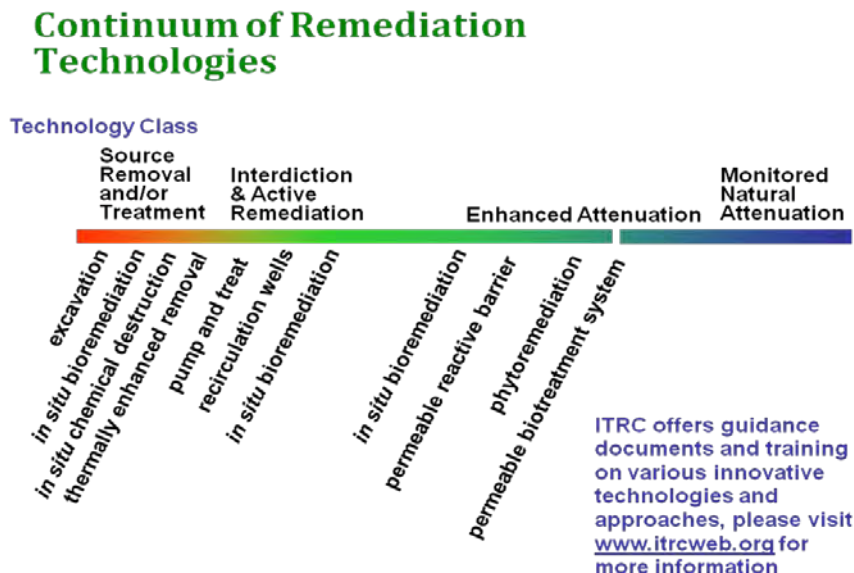 Continuum of Remediation
Technologies
Technology Class
Source
Removal
and/or
Treatment
Interdiction
& Active
Remediation
Enhanced Attenuation
Monitored
Natural
Attenuation
excavation
in situ bioremediation
in situ chemical destruction
thermally enhanced removal
pump and treat
recirculation wells
in situ bioremediation
in situ bioremediation
permeable reactive barrier
phytoremediation
permeable biotreatment system
ITRC offers guidance
documents and training
on various innovative
technologies and
approaches, please visit
www.itrcweb.org for
more information